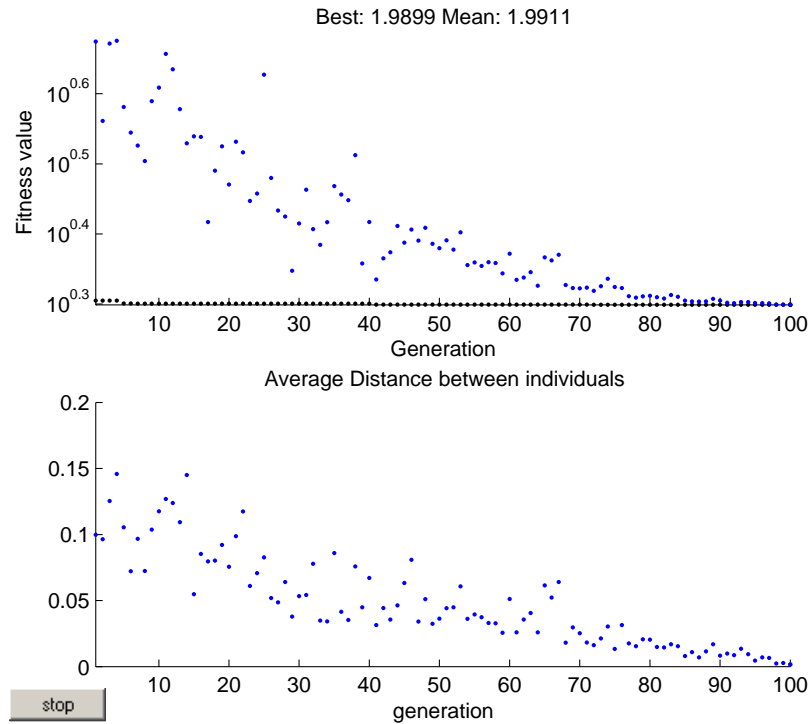 Best: 1.9899 Mean: 1.9911
Fitness value
10^0.6
10^0.5
10^0.4
10^0.3
10 20 30 40 50 60 70 80 90 100
Generation
Average Distance between individuals
0.2
0.15
0.1
0.05
0
10 20 30 40 50 60 70 80 90 100
generation
stop